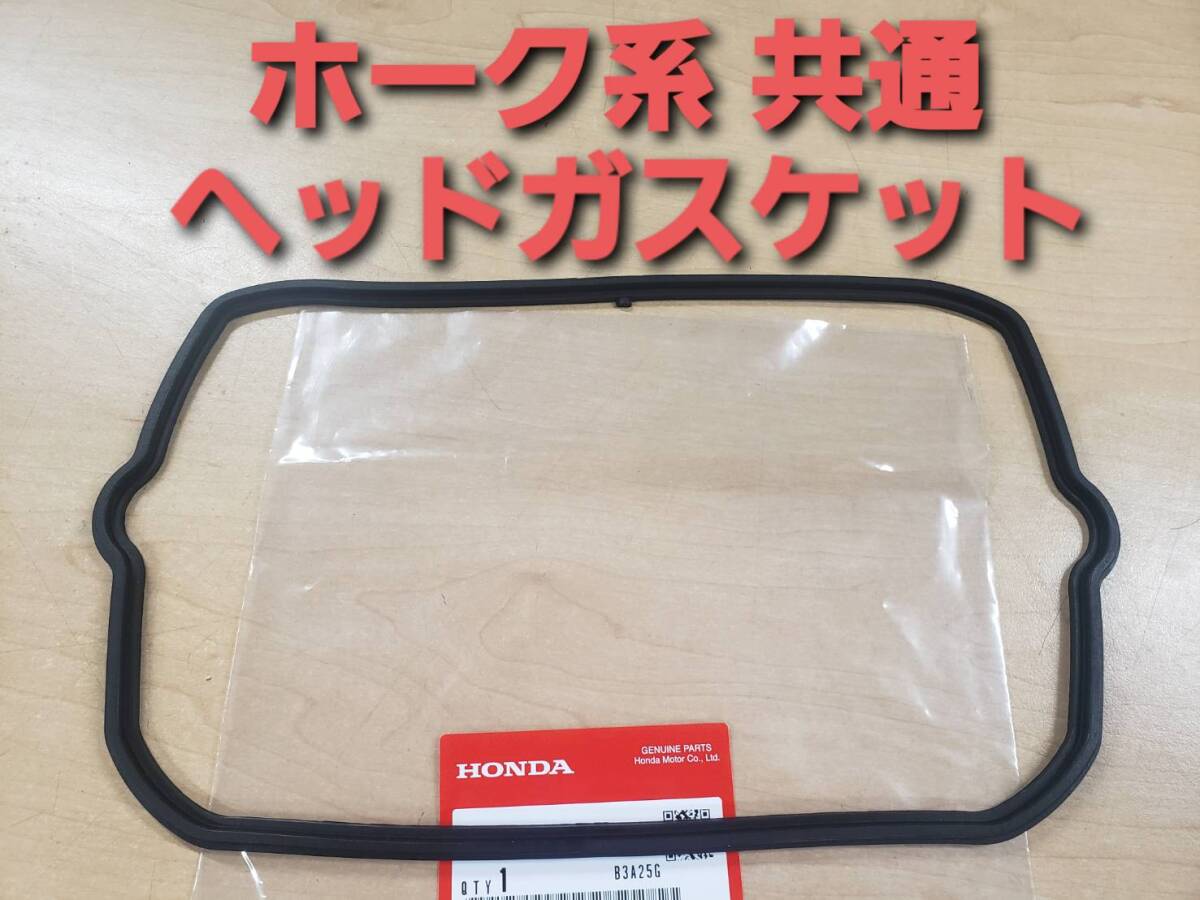 ホーク系 共通
ヘッドガスケット
GENUINE PARTS
Honda Motor Co., Ltd.
HONDA
QTY 1 B3A25G